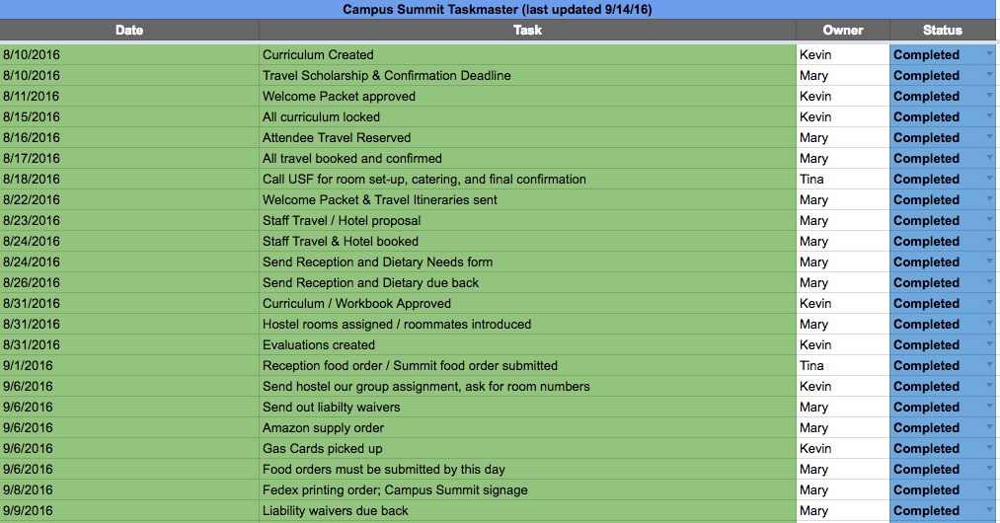 Campus Summit Taskmaster (last updated 9/14/16)
Date Task Owner Status
8/10/2016 Curriculum Created Kevin Completed
8/10/2016 Travel Scholarship & Confirmation Deadline Mary Completed
8/11/2016 Welcome Packet approved Kevin Completed
8/15/2016 All curriculum locked Kevin Completed
8/16/2016 Attendee Travel Reserved Mary Completed
8/17/2016 All travel booked and confirmed Mary Completed
8/18/2016 Call USF for room set-up, catering, and final confirmation Tina Completed
8/22/2016 Welcome Packet & Travel Itineraries sent Mary Completed
8/23/2016 Staff Travel / Hotel proposal Mary Completed
8/24/2016 Staff Travel & Hotel booked Mary Completed
8/24/2016 Send Reception and Dietary Needs form Mary Completed
8/26/2016 Send Reception and Dietary due back Mary Completed
8/31/2016 Curriculum / Workbook Approved Kevin Completed
8/31/2016 Hostel rooms assigned / roommates introduced Mary Completed
8/31/2016 Evaluations created Kevin Completed
9/1/2016 Reception food order / Summit food order submitted Tina Completed
9/6/2016 Send hostel our group assignment, ask for room numbers Kevin Completed
9/6/2016 Send out liabilty waivers Mary Completed
9/6/2016 Amazon supply order Mary Completed
9/6/2016 Gas Cards picked up Kevin Completed
9/6/2016 Food orders must be submitted by this day Mary Completed
9/8/2016 Fedex printing order; Campus Summit signage Mary Completed
9/9/2016 Liability waivers due back Mary Completed